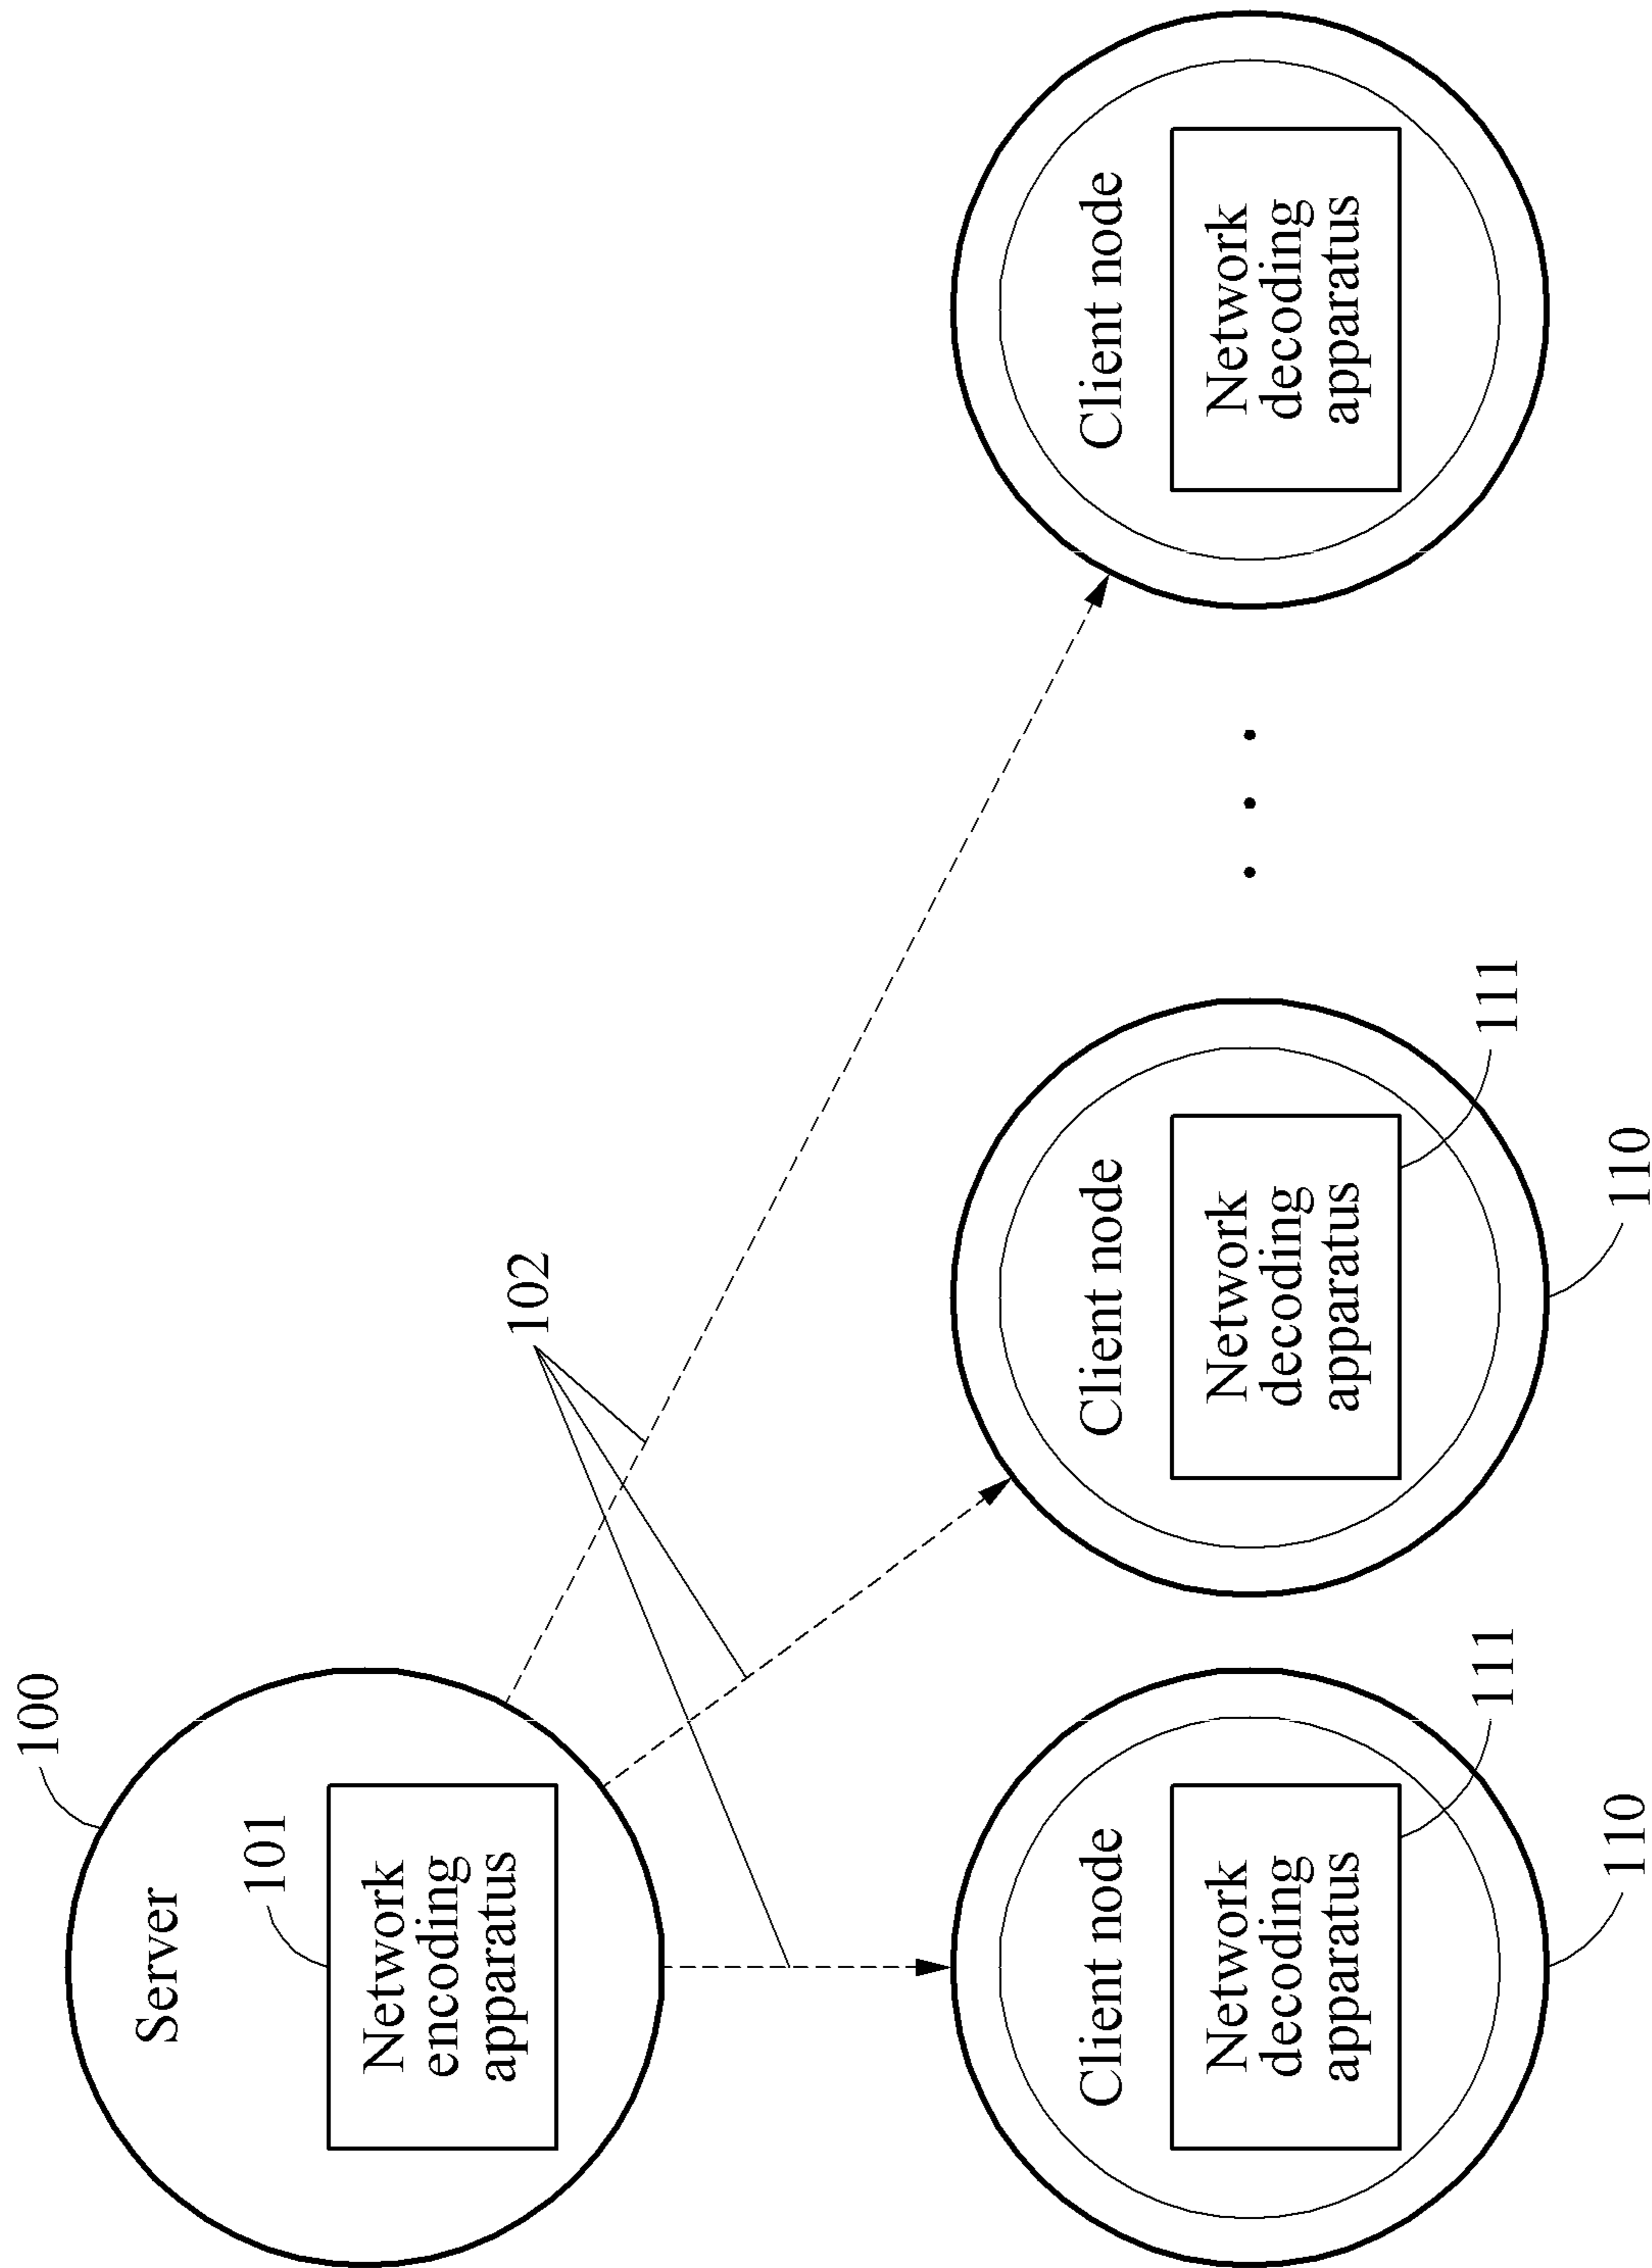 100
Server
101
Network
encoding
apparatus
102
Client node
Network
decoding
apparatus
111
110
Client node
Network
decoding
apparatus
111
110
. . .
Client node
Network
decoding
apparatus